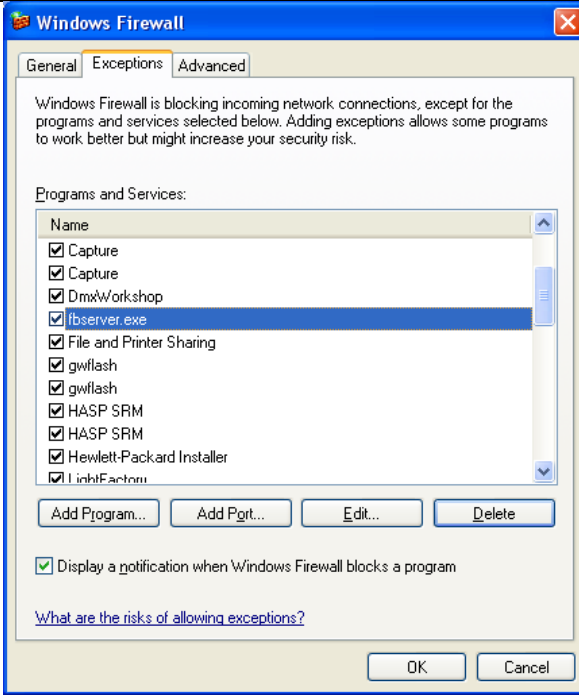 Windows Firewall
General Exceptions Advanced
Windows Firewall is blocking incoming network connections, except for the
programs and services selected below. Adding exceptions allows some programs
to work better but might increase your security risk.
Programs and Services:
Name
Capture
Capture
DmxWorkshop
fbserver.exe
File and Printer Sharing
gwflash
gwflash
HASP SRM
HASP SRM
Hewlett-Packard Installer
LightFactory
Add Program... Add Port... Edit... Delete
Display a notification when Windows Firewall blocks a program
What are the risks of allowing exceptions?
OK Cancel